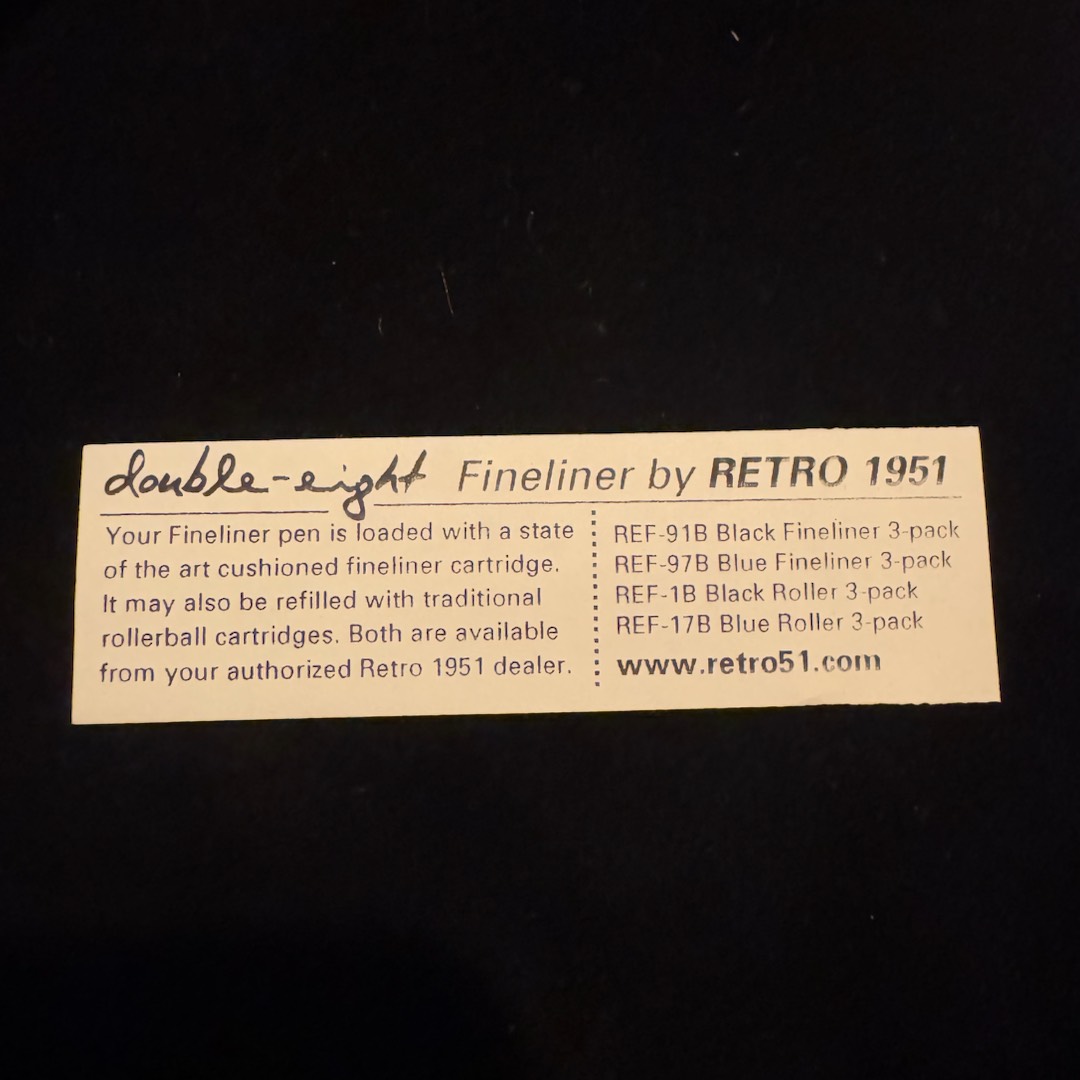 double-eight Fineliner by RETRO 1951
Your Fineliner pen is loaded with a state
of the art cushioned fineliner cartridge.
It may also be refilled with traditional
rollerball cartridges. Both are available
from your authorized Retro 1951 dealer.
REF-91B Black Fineliner 3-pack
REF-97B Blue Fineliner 3-pack
REF-1B Black Roller 3-pack
REF-17B Blue Roller 3-pack
www.retro51.com